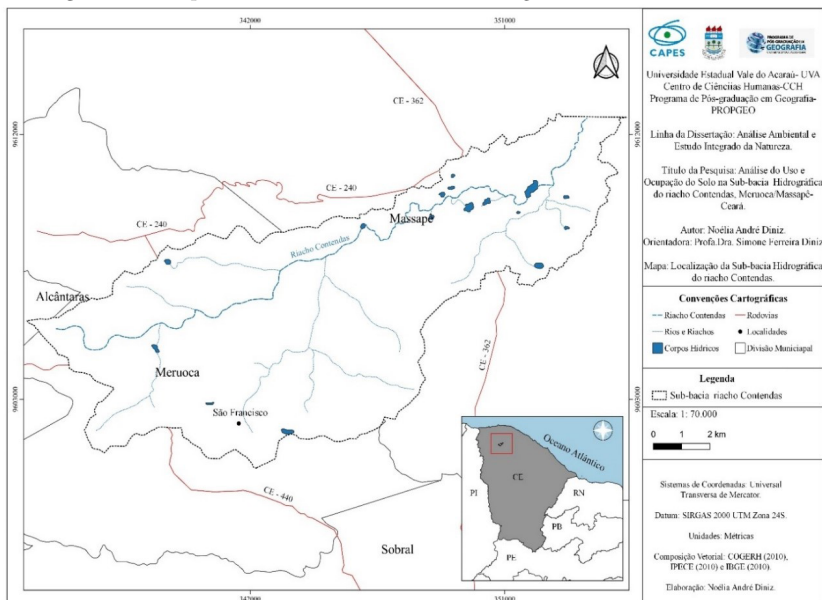 342000
351000
9612000
9612000
9603000
9603000
CE - 362
CE - 240
CE - 240
Massapê
Riacho Contendas
Alcântaras
Meruoca
São Francisco
CE - 362
CE - 440
Sobral
Oceano Atlântico
CE
PI
RN
PB
PE
342000
351000
CAPES
PÓS-GRADUAÇÃO EM
GEOGRAFIA
Universidade Estadual Vale do Acaraú- UVA
Centro de Ciências Humanas-CCH
Programa de Pós-graduação em Geografia-
PROPGEO
Linha da Dissertação: Análise Ambiental e
Estudo Integrado da Natureza.
Título da Pesquisa: Análise do Uso e
Ocupação do Solo na Sub-bacia Hidrográfica
do riacho Contendas, Meruoca/Massapê-
Ceará.
Autor: Noélia André Diniz.
Orientadora: Profa.Dra. Simone Ferreira Diniz
Mapa: Localização da Sub-bacia Hidrográfica
do riacho Contendas.
Convenções Cartográficas
Riacho Contendas
Rodovias
Rios e Riachos
Localidades
Corpos Hídricos
Divisão Municiapal
Legenda
Sub-bacia riacho Contendas
Escala: 1: 70.000
0 1 2 km
Sistemas de Coordenadas: Universal
Transversa de Mercator.
Datum: SIRGAS 2000 UTM Zona 24S.
Unidades: Métricas
Composição Vetorial: COGERH (2010),
IPECE (2010) e IBGE (2010).
Elaboração: Noélia André Diniz.